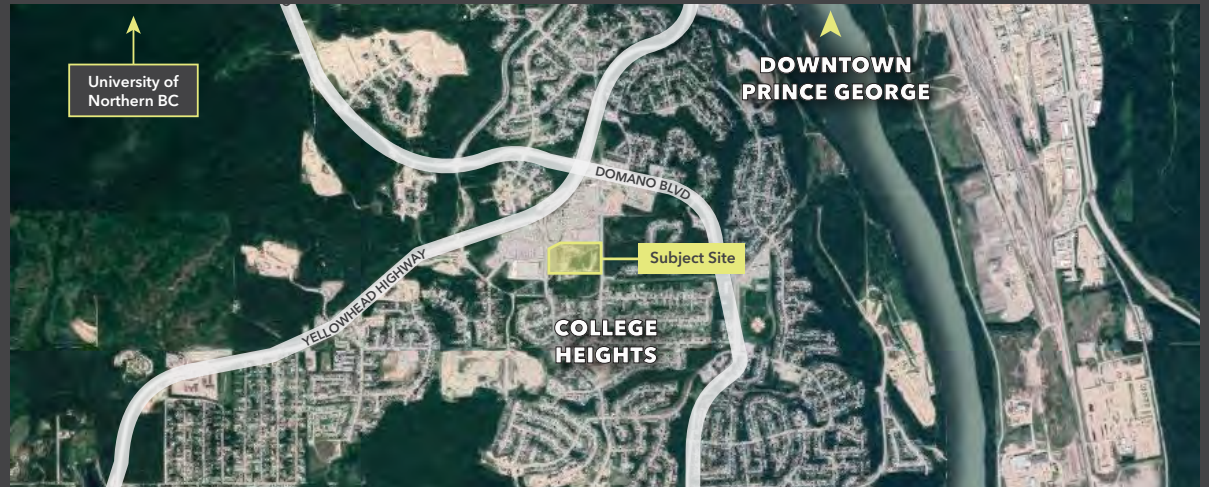 University of
Northern BC
DOWNTOWN
PRINCE GEORGE
DOMANO BLVD
Subject Site
YELLOWHEAD HIGHWAY
COLLEGE
HEIGHTS